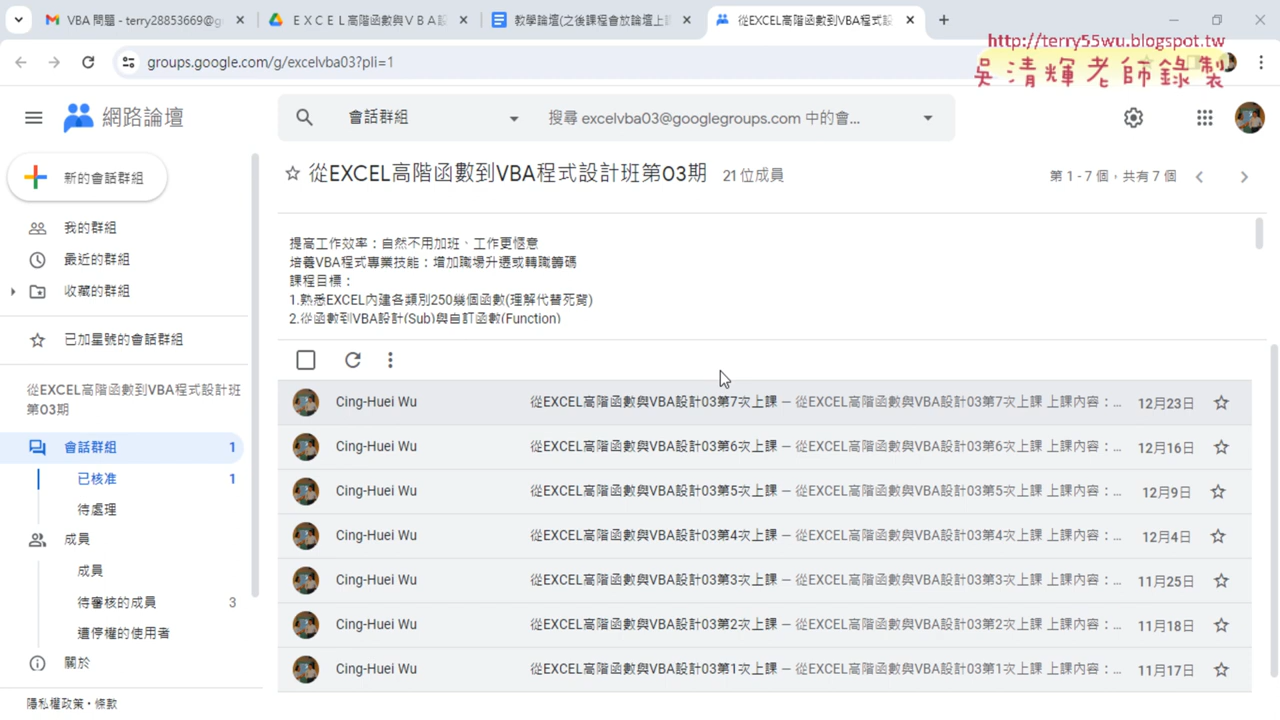 VBA 問題 - terry28853669@g
EXCEL高階函數與VBA設
教學論壇(之後課程會放論壇上
從EXCEL高階函數到VBA程式設
groups.google.com/g/excelvba03?pli=1
http://terry55wu.blogspot.tw
吳清輝老師錄製
網路論壇
會話群組
搜尋 excelvba03@googlegroups.com 中的會...
新的會話群組
我的群組
最近的群組
收藏的群組
已加星號的會話群組
從EXCEL高階函數到VBA程式設計班
第03期
會話群組 1
已核准 1
待處理
成員
成員
待審核的成員 3
遭停權的使用者
關於
隱私權政策 • 條款
從EXCEL高階函數到VBA程式設計班第03期 21 位成員
第 1 - 7 個，共有 7 個
提高工作效率：自然不用加班、工作更愜意
培養VBA程式專業技能：增加職場升遷或轉職籌碼
課程目標：
1.熟悉EXCEL內建各類別250幾個函數(理解代替死背)
2.從函數到VBA設計(Sub)與自訂函數(Function)
Cing-Huei Wu 從EXCEL高階函數與VBA設計03第7次上課 – 從EXCEL高階函數與VBA設計03第7次上課 上課內容：... 12月23日
Cing-Huei Wu 從EXCEL高階函數與VBA設計03第6次上課 – 從EXCEL高階函數與VBA設計03第6次上課 上課內容：... 12月16日
Cing-Huei Wu 從EXCEL高階函數與VBA設計03第5次上課 – 從EXCEL高階函數與VBA設計03第5次上課 上課內容：... 12月9日
Cing-Huei Wu 從EXCEL高階函數與VBA設計03第4次上課 – 從EXCEL高階函數與VBA設計03第4次上課 上課內容：... 12月4日
Cing-Huei Wu 從EXCEL高階函數與VBA設計03第3次上課 – 從EXCEL高階函數與VBA設計03第3次上課 上課內容：... 11月25日
Cing-Huei Wu 從EXCEL高階函數與VBA設計03第2次上課 – 從EXCEL高階函數與VBA設計03第2次上課 上課內容：... 11月18日
Cing-Huei Wu 從EXCEL高階函數與VBA設計03第1次上課 – 從EXCEL高階函數與VBA設計03第1次上課 上課內容：... 11月17日